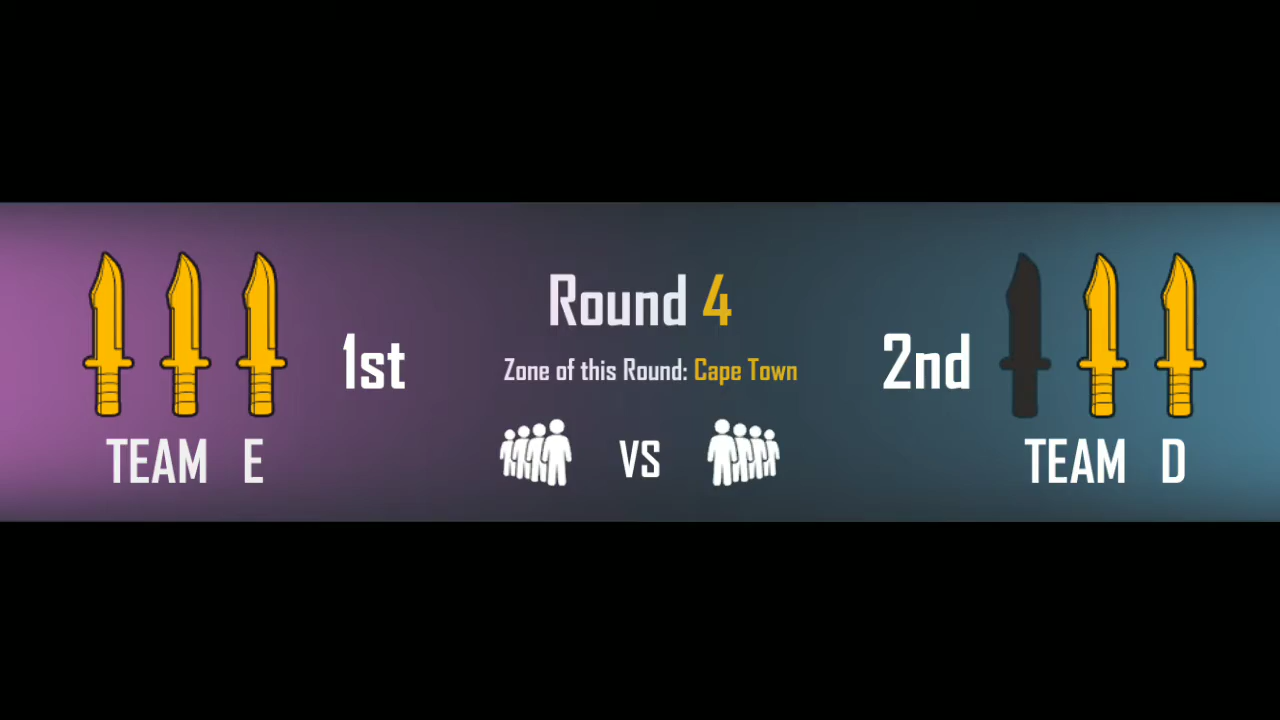 Round 4
1st
Zone of this Round: Cape Town
2nd
TEAM E
VS
TEAM D